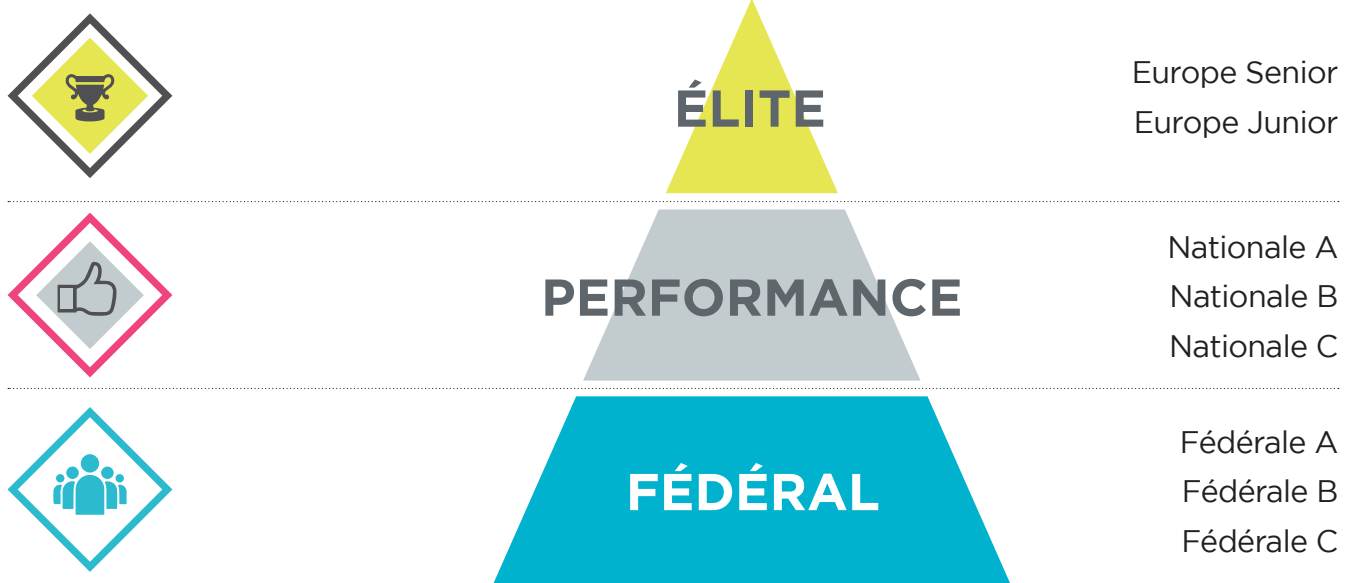 ÉLITE
Europe Senior
Europe Junior
PERFORMANCE
Nationale A
Nationale B
Nationale C
FÉDÉRAL
Fédérale A
Fédérale B
Fédérale C